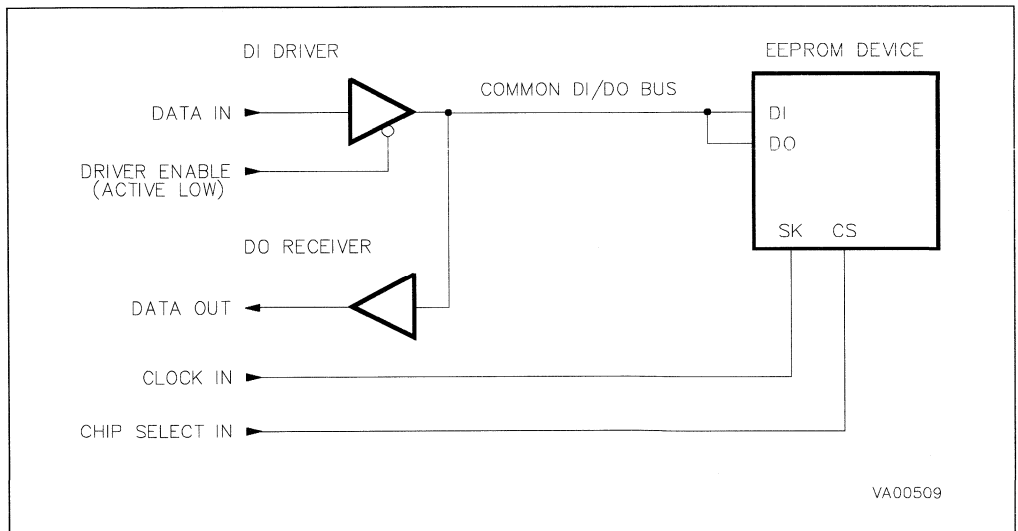 DI DRIVER
EEPROM DEVICE
DATA IN
COMMON DI/DO BUS
DI
DO
DRIVER ENABLE
(ACTIVE LOW)
SK CS
DO RECEIVER
DATA OUT
CLOCK IN
CHIP SELECT IN
VA00509